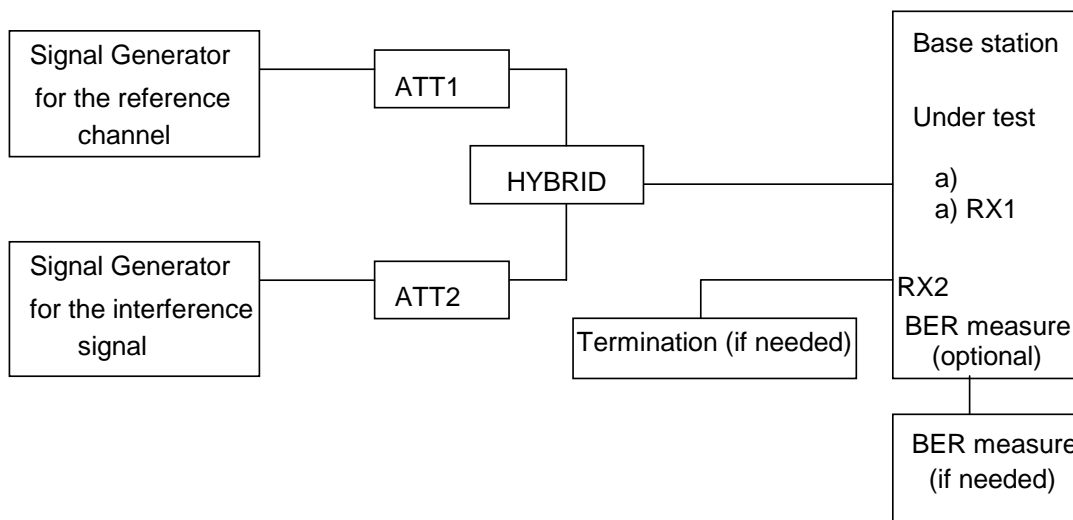 Signal Generator
for the reference
channel
ATT1
HYBRID
Signal Generator
for the interference
signal
ATT2
Termination (if needed)
Base station
Under test
a)
a) RX1
RX2
BER measure
(optional)
BER measure
(if needed)